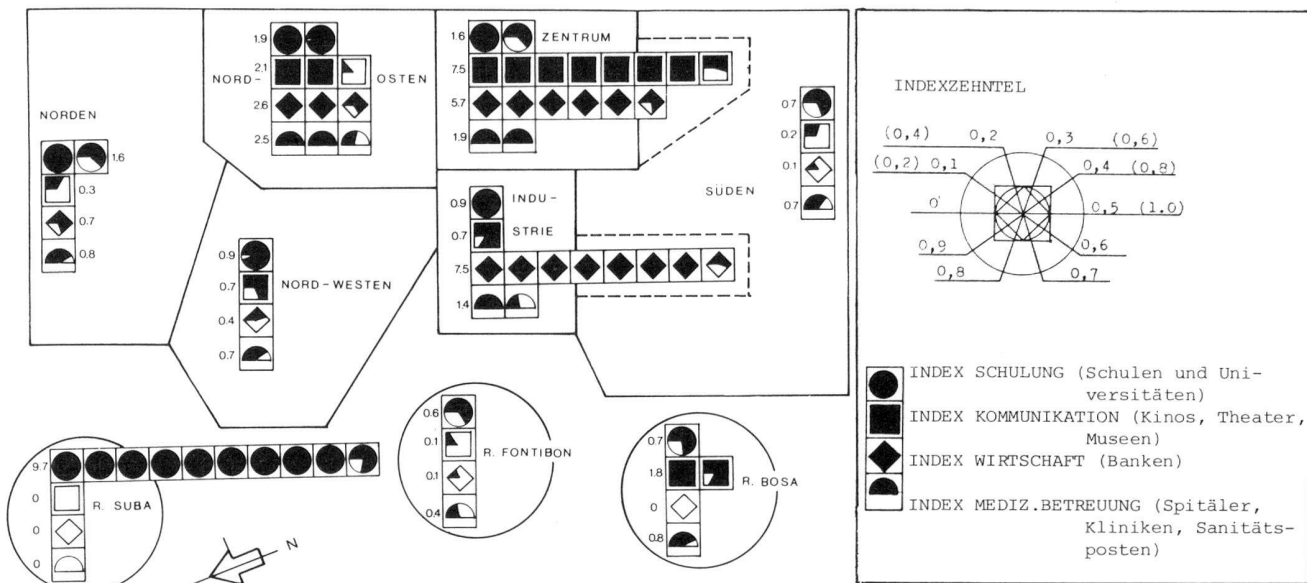 1.9
2.1 NORD- OSTEN
2.6
2.5
1.6 ZENTRUM
7.5
5.7
1.9
NORDEN
1.6
0.3
0.7
0.8
0.7
0.2
0.1
0.7
SÜDEN
0.9 INDU-
0.7 STRIE
7.5
1.4
0.9
0.7 NORD-WESTEN
0.4
0.7
9.7
0 R. SUBA
0
0
0.6
0.1 R. FONTIBON
0.1
0.4
0.7
1.8 R. BOSA
0
0.8
N
INDEXZEHNTEL
(0,4) 0,2 0,3 (0,6)
(0,2) 0,1 0,4 (0,8)
0 0,5 (1.0)
0,9 0,6
0,8 0,7
INDEX SCHULUNG (Schulen und Uni-
versitäten)
INDEX KOMMUNIKATION (Kinos, Theater,
Museen)
INDEX WIRTSCHAFT (Banken)
INDEX MEDIZ.BETREUUNG (Spitäler,
Kliniken, Sanitäts-
posten)